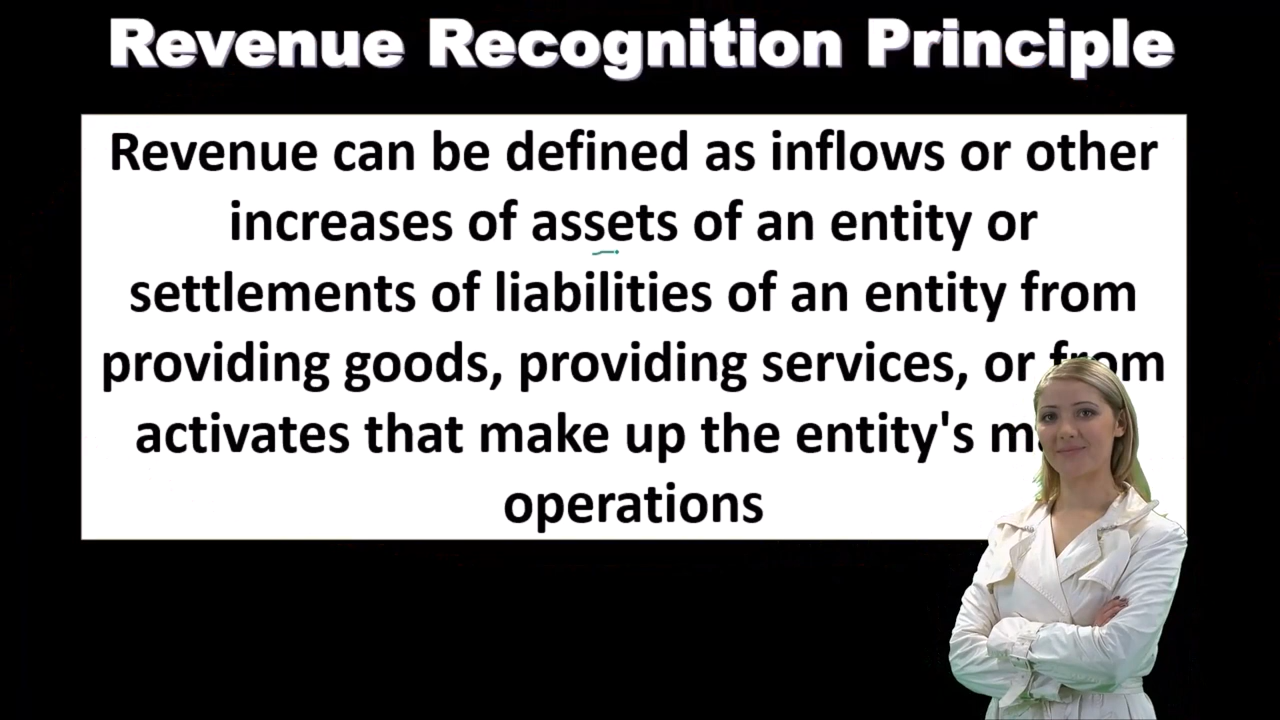 Revenue Recognition Principle
Revenue can be defined as inflows or other
increases of assets of an entity or
settlements of liabilities of an entity from
providing goods, providing services, or from
activates that make up the entity's
operations